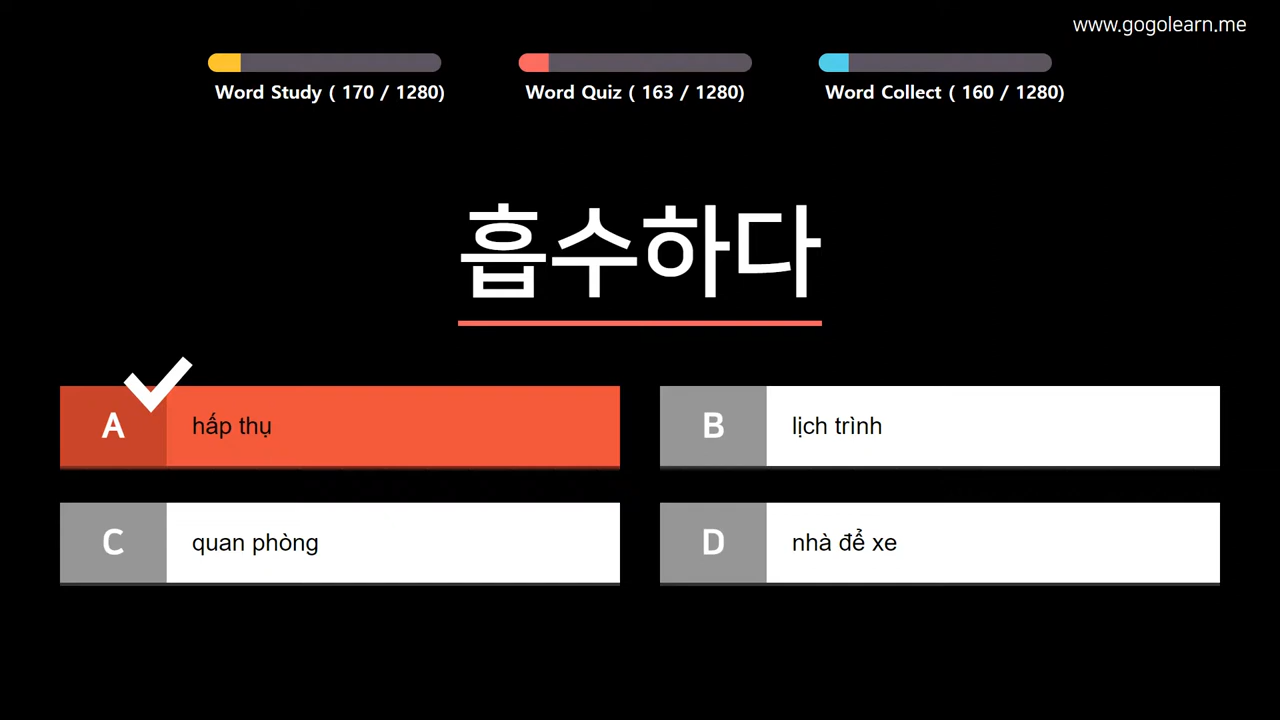 www.gogolearn.me
Word Study ( 170 / 1280)
Word Quiz ( 163 / 1280)
Word Collect ( 160 / 1280)
흡수하다
A hấp thụ
B lịch trình
C quan phòng
D nhà để xe